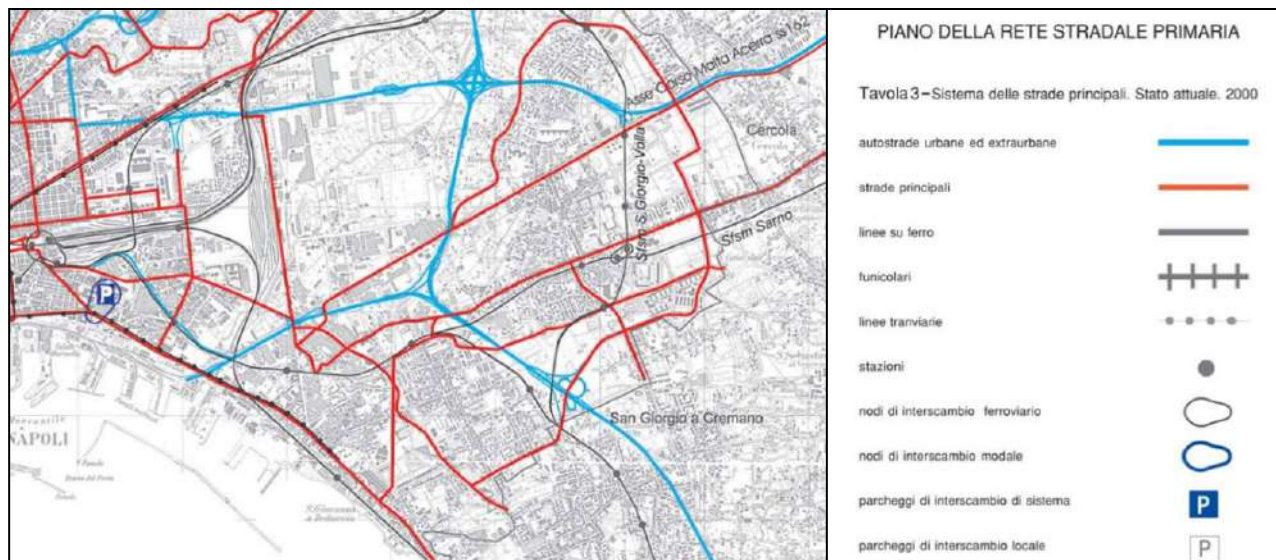 Asse Corso Malta Acerra ss162
Cercola
Sfsm S.Giorgio-Volla
Sfsm Sarno
San Giorgio a Cremano
P
NAPOLI
PIANO DELLA RETE STRADALE PRIMARIA
Tavola 3–Sistema delle strade principali. Stato attuale. 2000
autostrade urbane ed extraurbane
strade principali
linee su ferro
funicolari
linee tranviarie
stazioni
nodi di interscambio ferroviario
nodi di interscambio modale
parcheggi di interscambio di sistema
P
parcheggi di interscambio locale
P